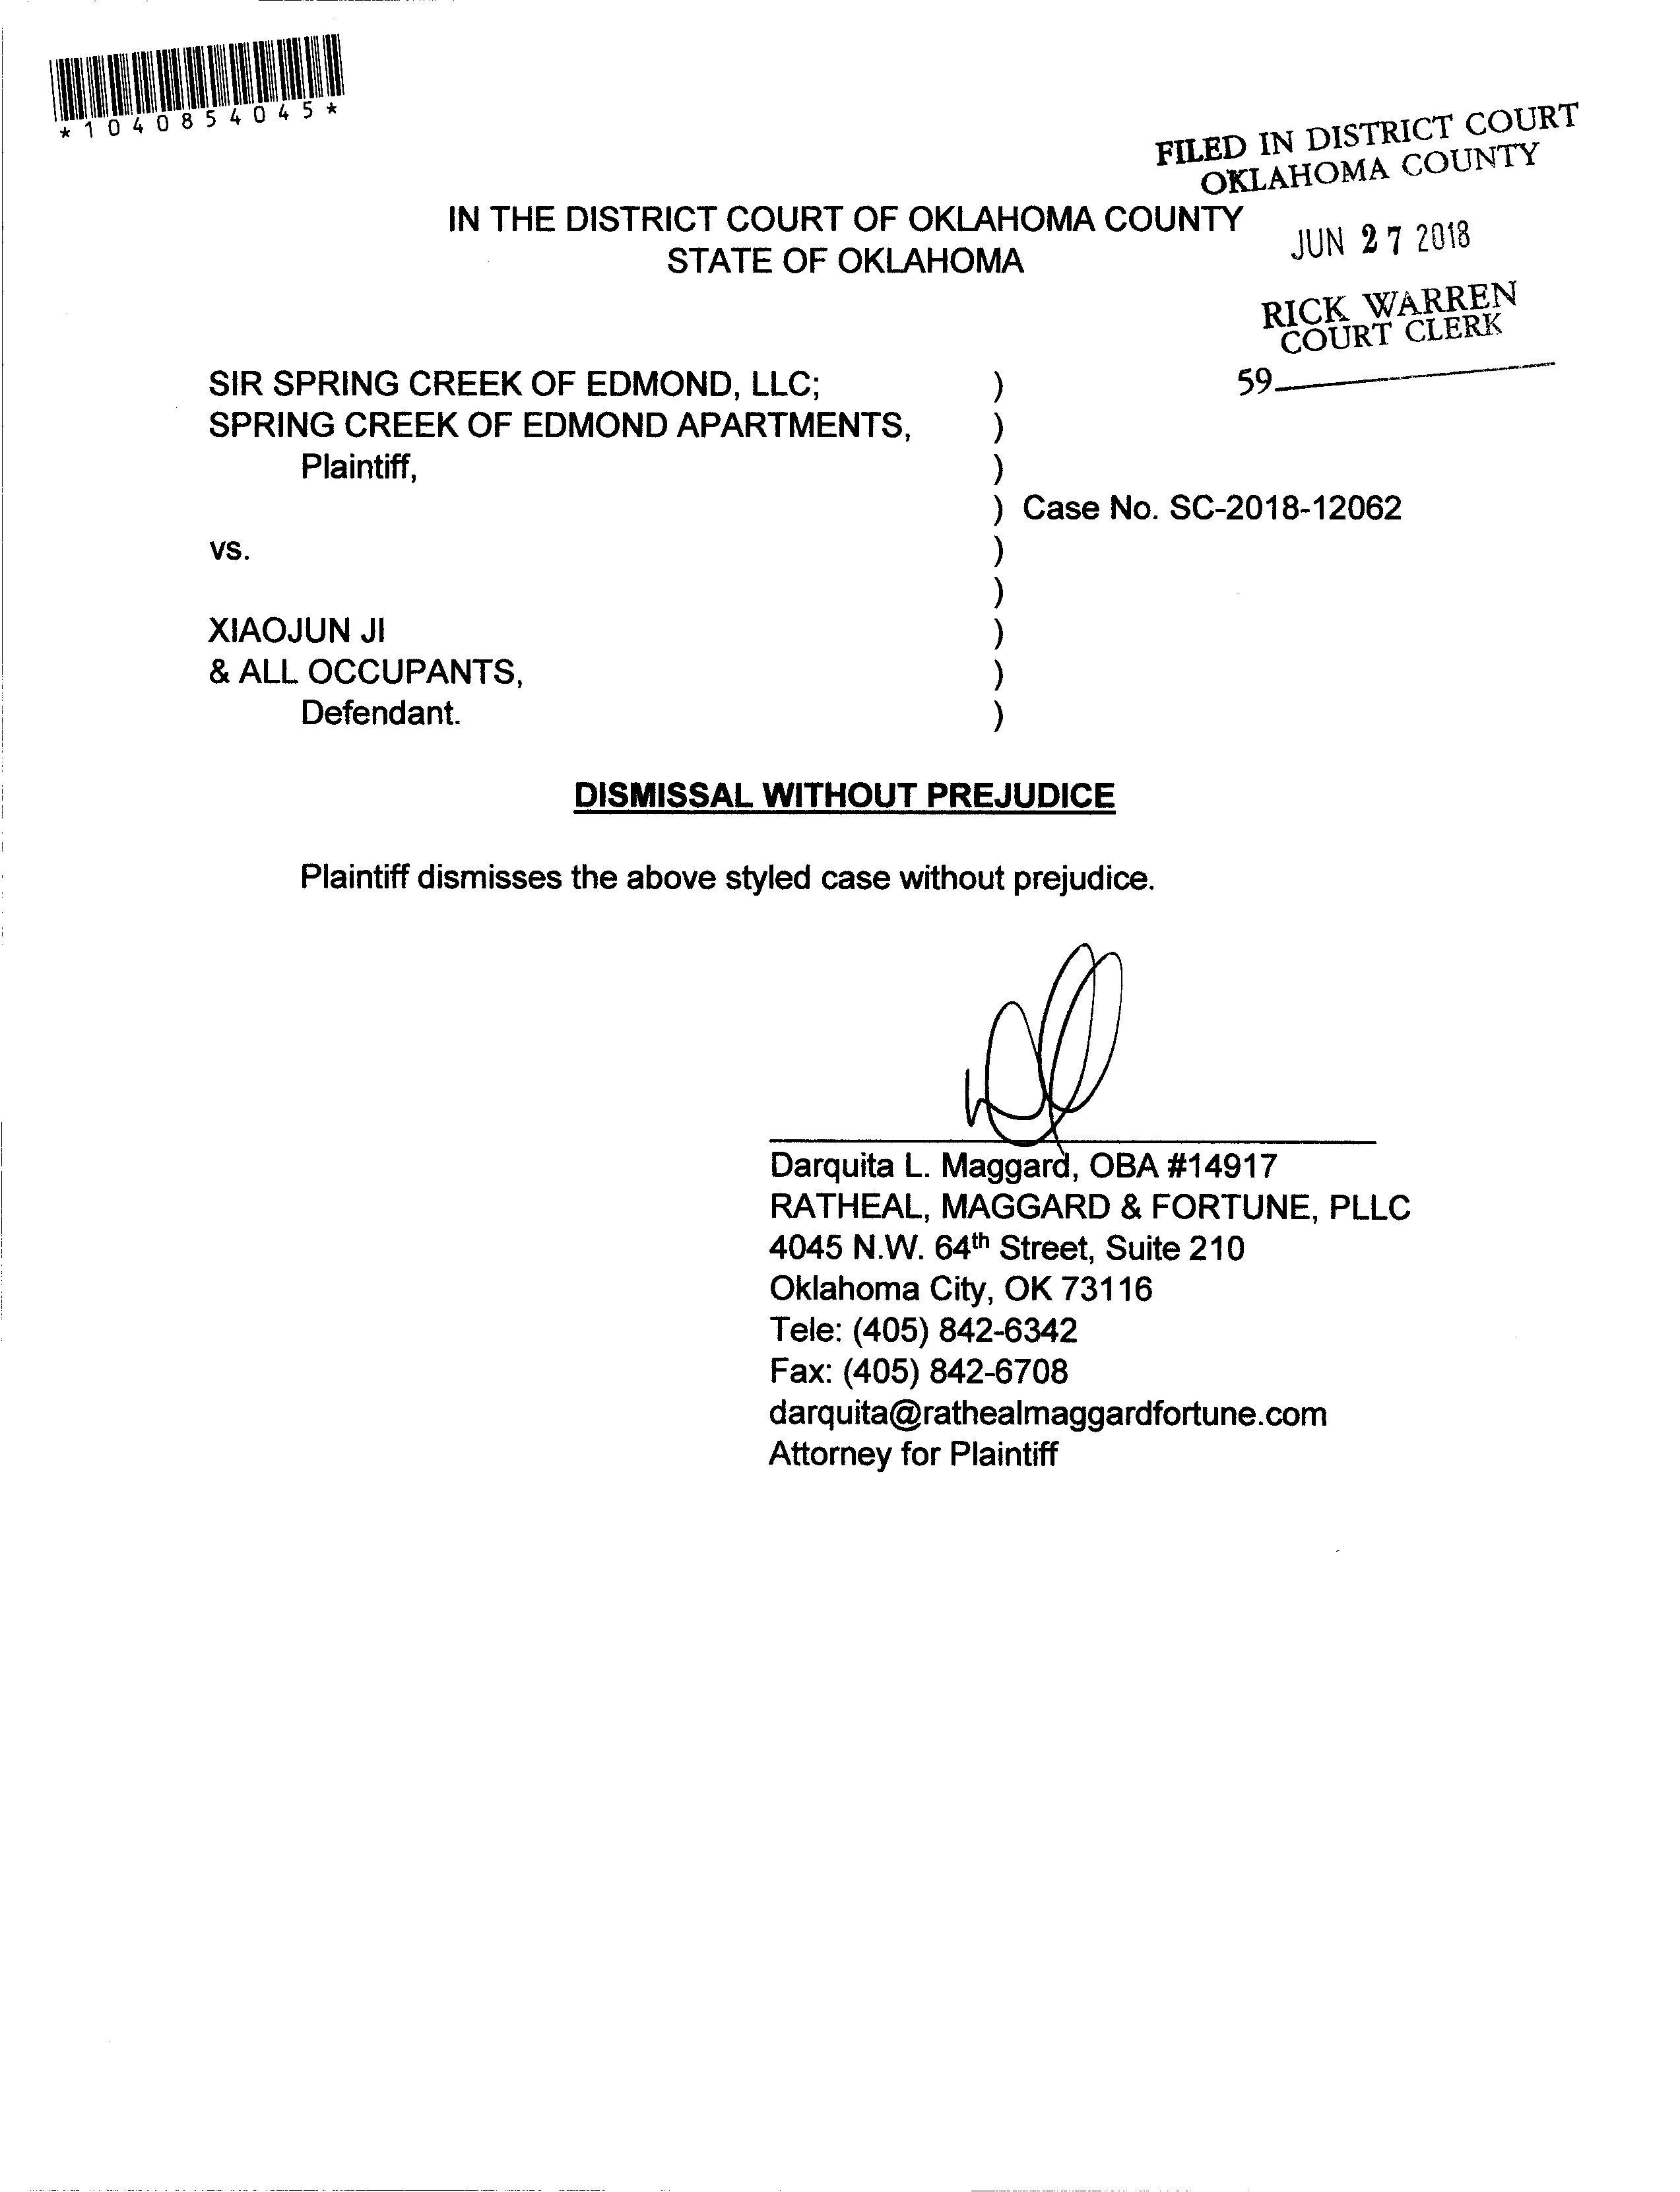 *1040854045*
FILED IN DISTRICT COURT
OKLAHOMA COUNTY
JUN 27 2018
RICK WARREN
COURT CLERK
59
IN THE DISTRICT COURT OF OKLAHOMA COUNTY
STATE OF OKLAHOMA
SIR SPRING CREEK OF EDMOND, LLC; )
SPRING CREEK OF EDMOND APARTMENTS, )
Plaintiff, )
) Case No. SC-2018-12062
vs. )
)
XIAOJUN JI )
& ALL OCCUPANTS, )
Defendant. )
DISMISSAL WITHOUT PREJUDICE
Plaintiff dismisses the above styled case without prejudice.
Darquita L. Maggard, OBA #14917
RATHEAL, MAGGARD & FORTUNE, PLLC
4045 N.W. 64th Street, Suite 210
Oklahoma City, OK 73116
Tele: (405) 842-6342
Fax: (405) 842-6708
darquita@rathealmaggardfortune.com
Attorney for Plaintiff